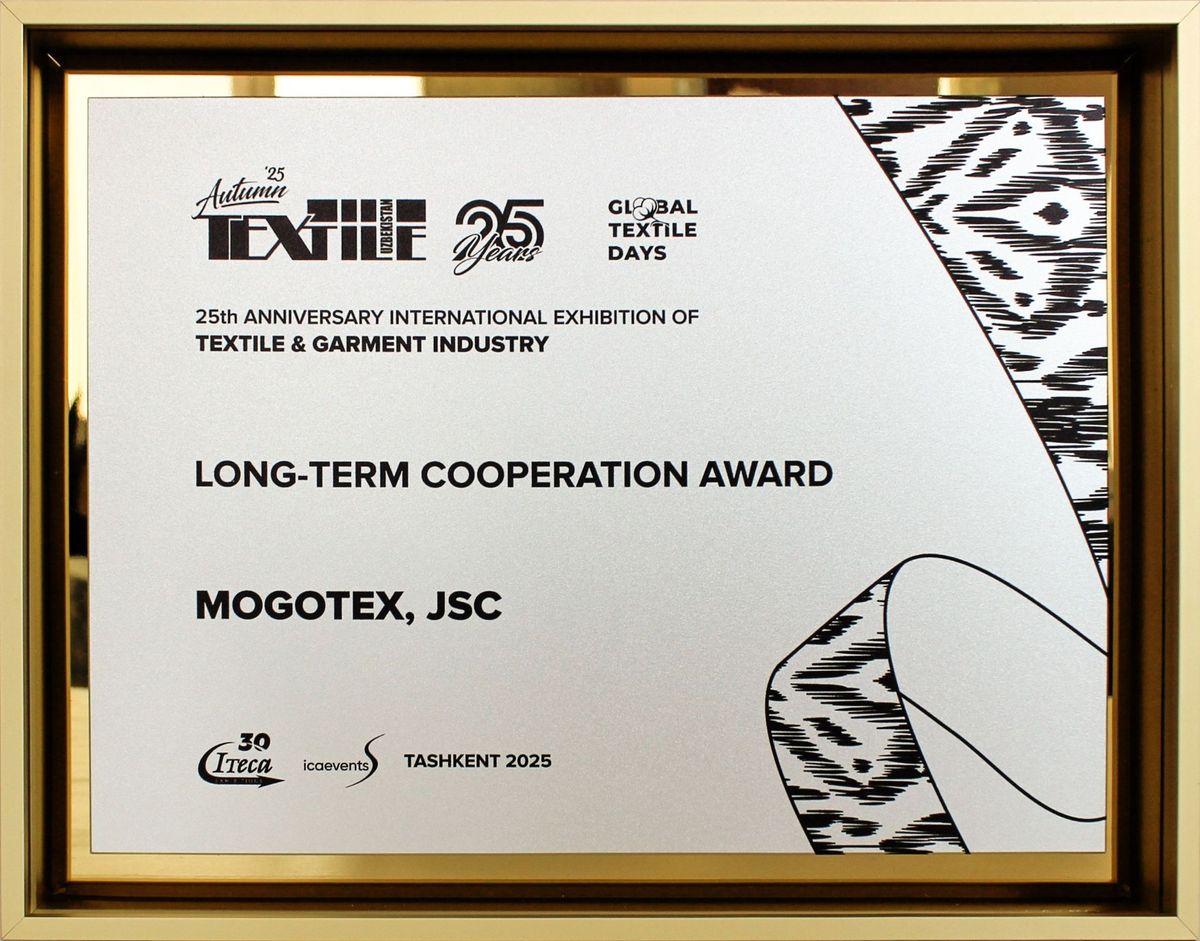 Autumn '25
TEXTILE UZBEKISTAN
25 Years
GLOBAL
TEXTILE
DAYS
25th ANNIVERSARY INTERNATIONAL EXHIBITION OF
TEXTILE & GARMENT INDUSTRY
LONG-TERM COOPERATION AWARD
MOGOTEX, JSC
30
ITECA
icaevents
TASHKENT 2025